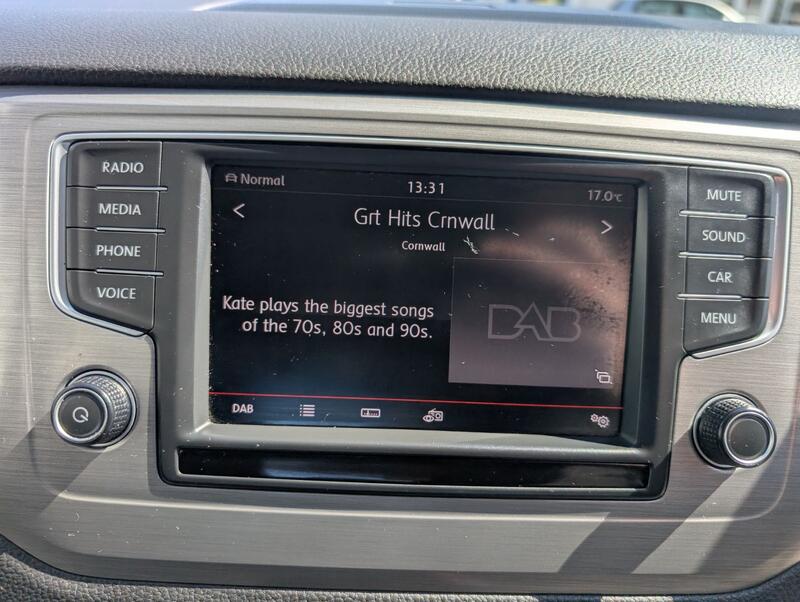 RADIO
MEDIA
PHONE
VOICE
Normal
13:31
17.0°C
Grt Hits Crnwall
Cornwall
Kate plays the biggest songs
of the 70s, 80s and 90s.
DAB
DAB
MUTE
SOUND
CAR
MENU